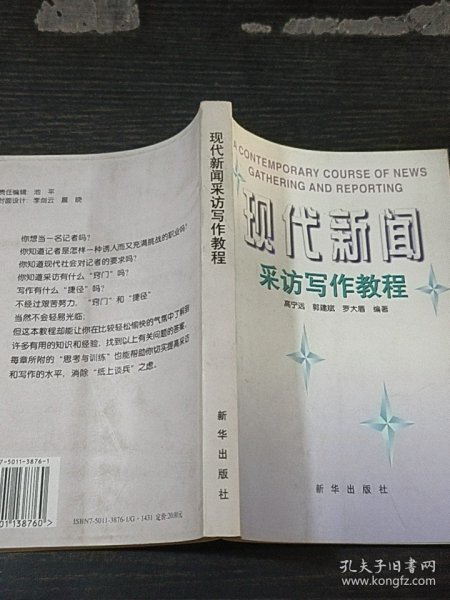 责任编辑 池 平
封面设计: 李剑云 晨 晓
你想当一名记者吗?
你知道记者是怎样一种诱人而又充满挑战的职业吗?
你知道现代社会对记者的要求吗?
你知道采访有什么“窍门”吗?
写作有什么“捷径”吗?
不经过艰苦努力,“窍门”和“捷径”
当然不会轻易光临,
但这本教程却能让你在比较轻松愉快的气氛中了解到
许多有用的知识和经验,找到以上有关问题的答案,
每章所附的“思考与训练”也能帮助你切实提高采访
和写作的水平,消除“纸上谈兵”之虑。
7-5011-3876-1
01138760
ISBN7-5011-3876-1/G·1431 定价:20.80元
现代新闻采访写作教程
新华出版社
A CONTEMPORARY COURSE OF NEWS
GATHERING AND REPORTING
现代新闻
采访写作教程
高宁远 郭建斌 罗大眉 编著
新华出版社
孔夫子旧书网
www.kongfz.com